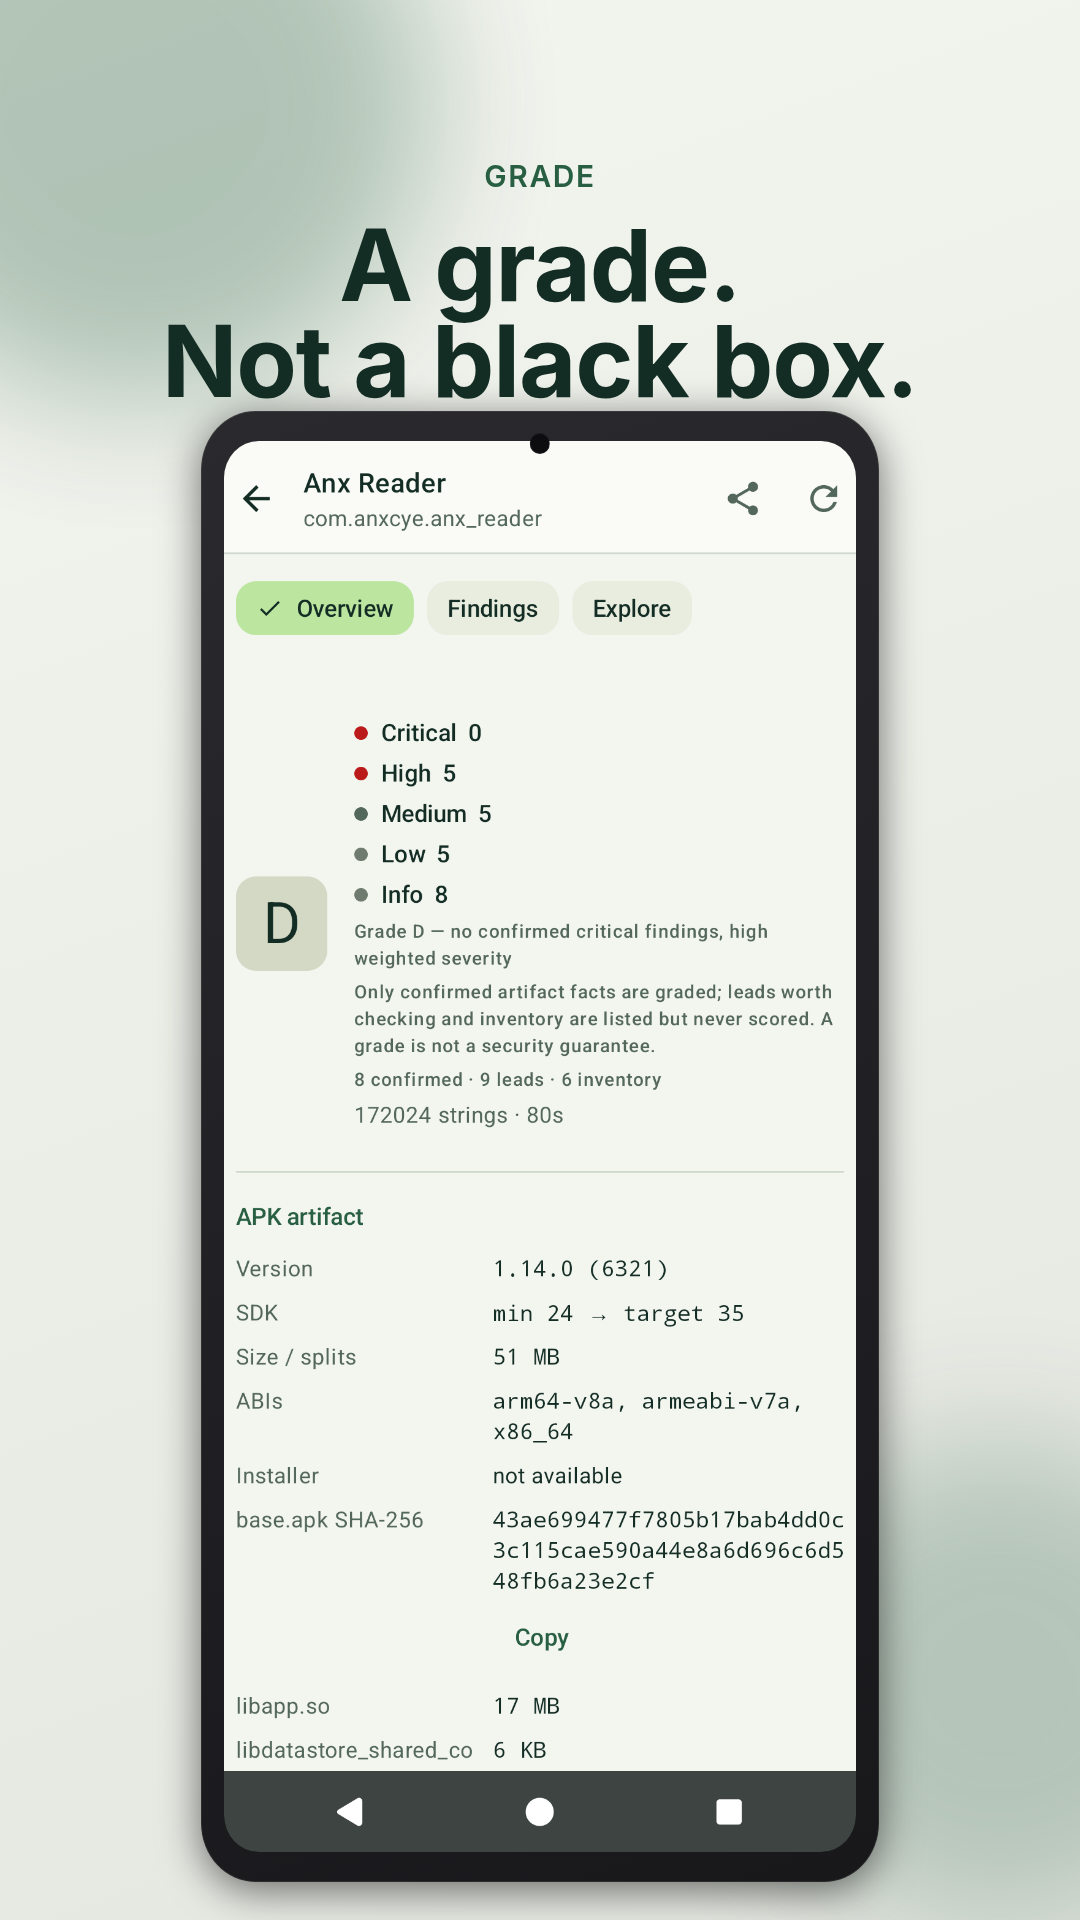 GRADE
A grade.
Not a black box.
Anx Reader
com.anxcye.anx_reader
Overview
Findings
Explore
Critical 0
High 5
Medium 5
Low 5
Info 8
D
Grade D — no confirmed critical findings, high
weighted severity
Only confirmed artifact facts are graded; leads worth
checking and inventory are listed but never scored. A
grade is not a security guarantee.
8 confirmed · 9 leads · 6 inventory
172024 strings · 80s
APK artifact
Version 1.14.0 (6321)
SDK min 24 → target 35
Size / splits 51 MB
ABIs arm64-v8a, armeabi-v7a,
x86_64
Installer not available
base.apk SHA-256 43ae699477f7805b17bab4dd0c
3c115cae590a44e8a6d696c6d5
48fb6a23e2cf
Copy
libapp.so 17 MB
libdatastore_shared_co 6 KB